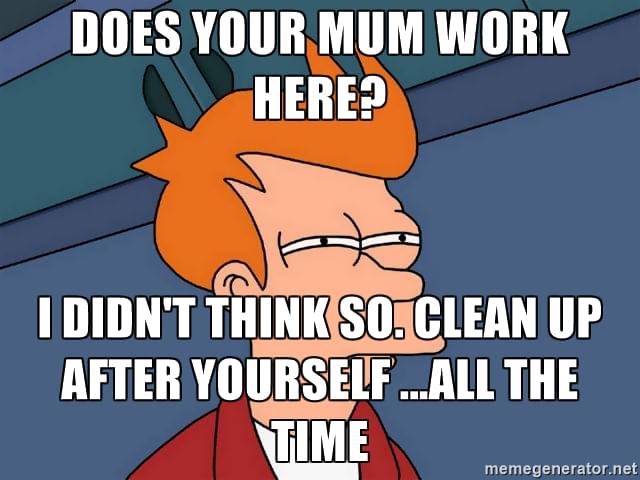 DOES YOUR MUM WORK
HERE?
I DIDN'T THINK SO. CLEAN UP
AFTER YOURSELF ...ALL THE
TIME
memegenerator.net